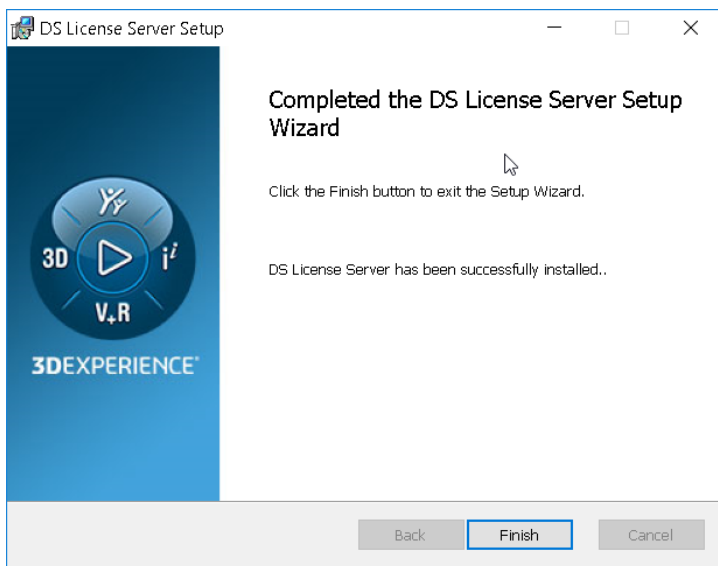 DS License Server Setup
Completed the DS License Server Setup
Wizard
Click the Finish button to exit the Setup Wizard.
3D
i
V+R
DS License Server has been successfully installed..
3DEXPERIENCE®
Back
Finish
Cancel